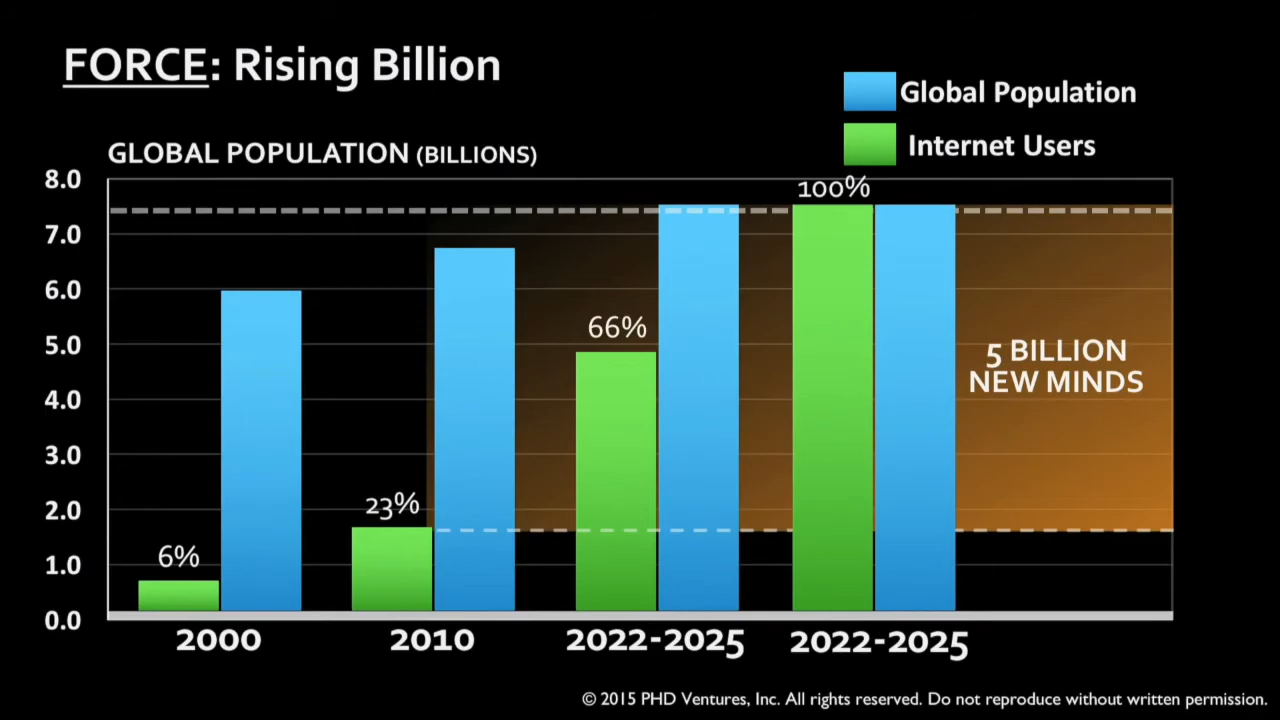 FORCE: Rising Billion
Global Population
Internet Users
GLOBAL POPULATION (BILLIONS)
8.0
7.0
6.0
5.0
4.0
3.0
2.0
1.0
0.0
6%
23%
66%
100%
5 BILLION
NEW MINDS
2000
2010
2022-2025
2022-2025
© 2015 PHD Ventures, Inc. All rights reserved. Do not reproduce without written permission.